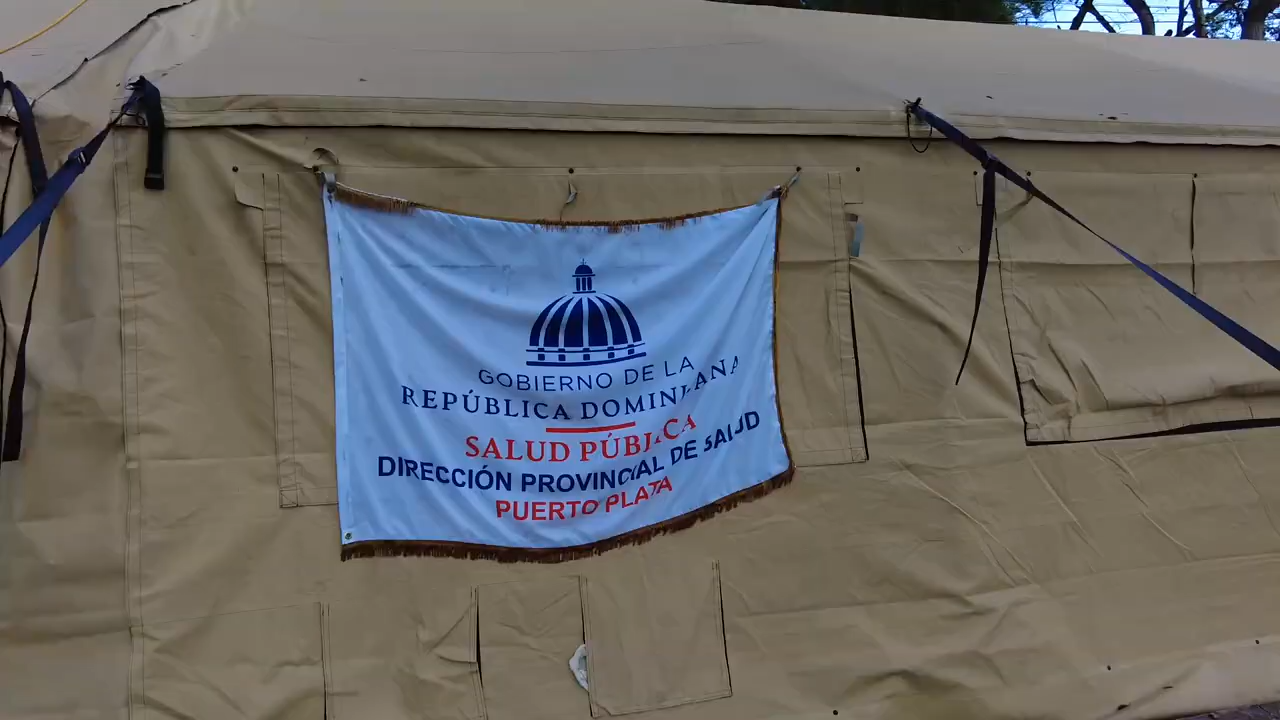 GOBIERNO DE LA
REPÚBLICA DOMINICANA
SALUD PÚBLICA
DIRECCIÓN PROVINCIAL DE SALUD
PUERTO PLATA